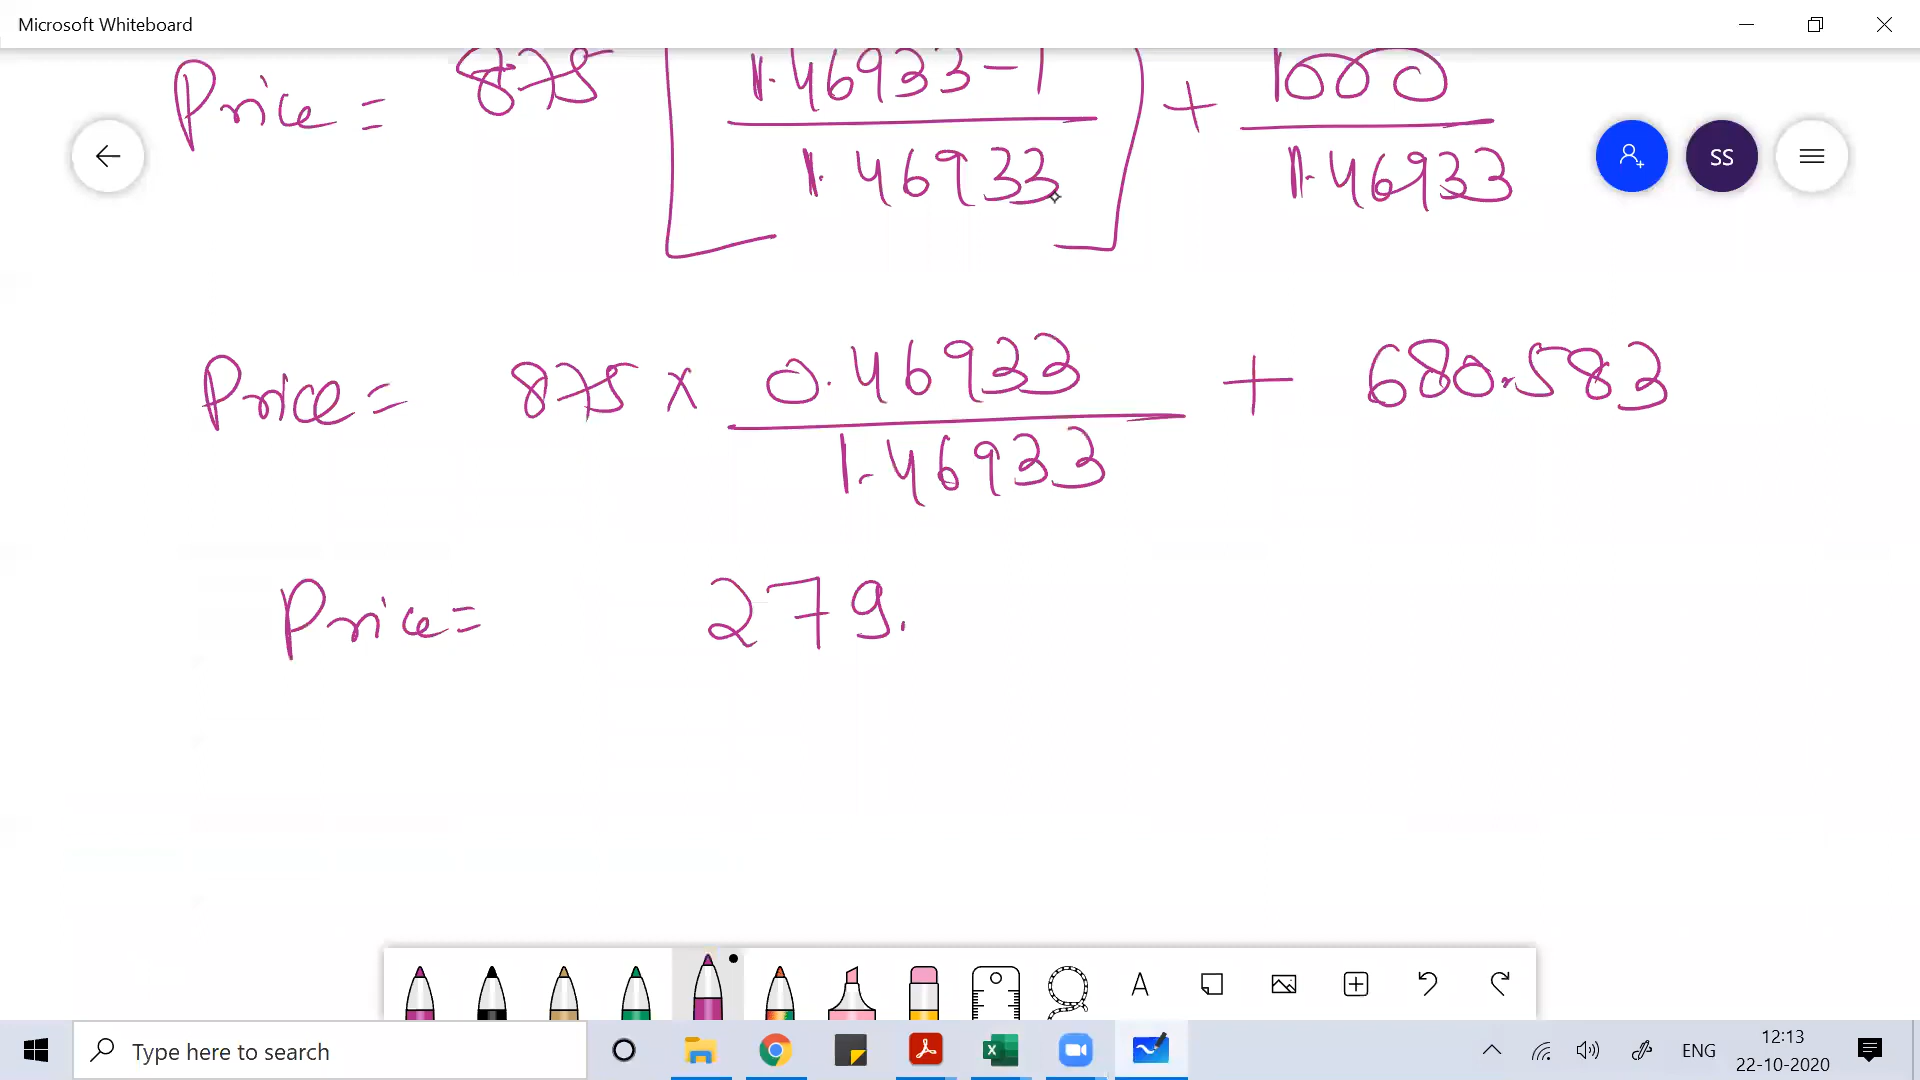 Microsoft Whiteboard
Price = 875 [ 1.46933 - 1 / 1.46933 ] + 1000 / 1.46933
SS
Price = 875 x 0.46933 / 1.46933 + 680.583
Price = 279.
A
Type here to search
ENG
12:13
22-10-2020